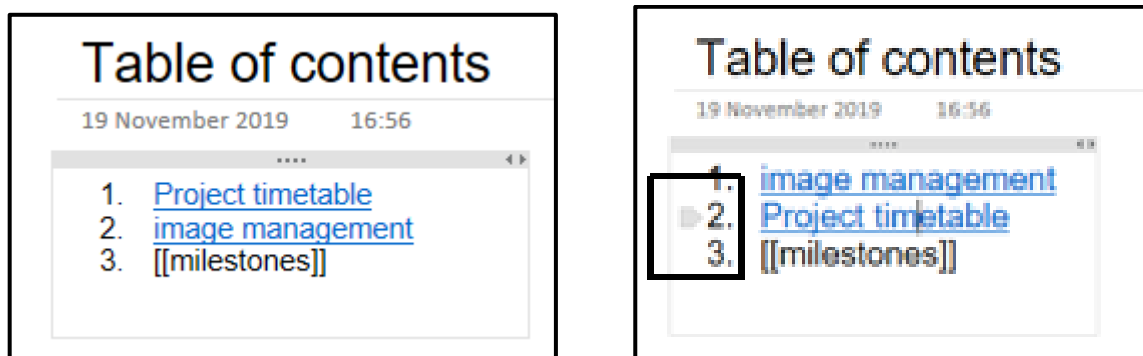 Table of contents
19 November 2019 16:56
1. Project timetable
2. image management
3. [[milestones]]
Table of contents
19 November 2019 16:56
1. image management
2. Project timetable
3. [[milestones]]